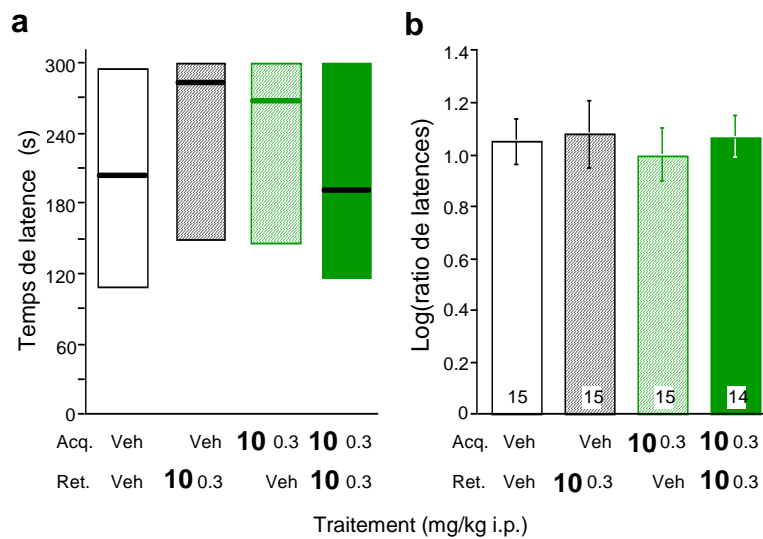 a
b
Temps de latence (s)
300
240
180
120
60
0
Log(ratio de latences)
1.4
1.2
1.0
0.8
0.6
0.4
0.2
0
15
15
15
14
Acq. Veh Veh 10 0.3 10 0.3
Ret. Veh 10 0.3 Veh 10 0.3
Veh Veh 10 0.3 10 0.3
Veh 10 0.3 Veh 10 0.3
Traitement (mg/kg i.p.)